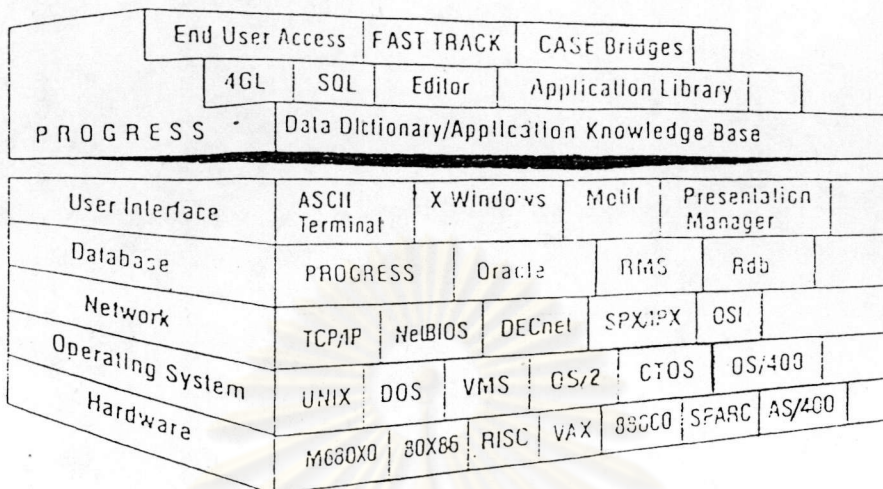 End User Access FAST TRACK CASE Bridges
4GL SQL Editor Application Library
PROGRESS Data Dictionary/Application Knowledge Base
User Interface ASCII Terminal X Windows Motif Presentation Manager
Database PROGRESS Oracle RMS Rdb
Network TCP/IP NetBIOS DECnet SPX/IPX OSI
Operating System UNIX DOS VMS OS/2 CTOS OS/400
Hardware M680X0 80X86 RISC VAX 88000 SPARC AS/400